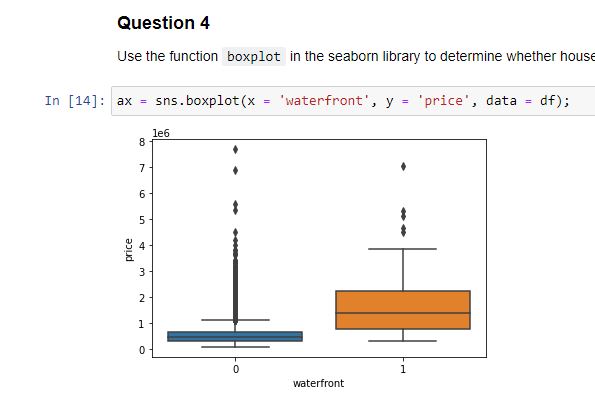 Question 4
Use the function boxplot in the seaborn library to determine whether house
In [14]: ax = sns.boxplot(x = 'waterfront', y = 'price', data = df);
1e6
8
7
6
5
4
3
2
1
0
price
0 1
waterfront